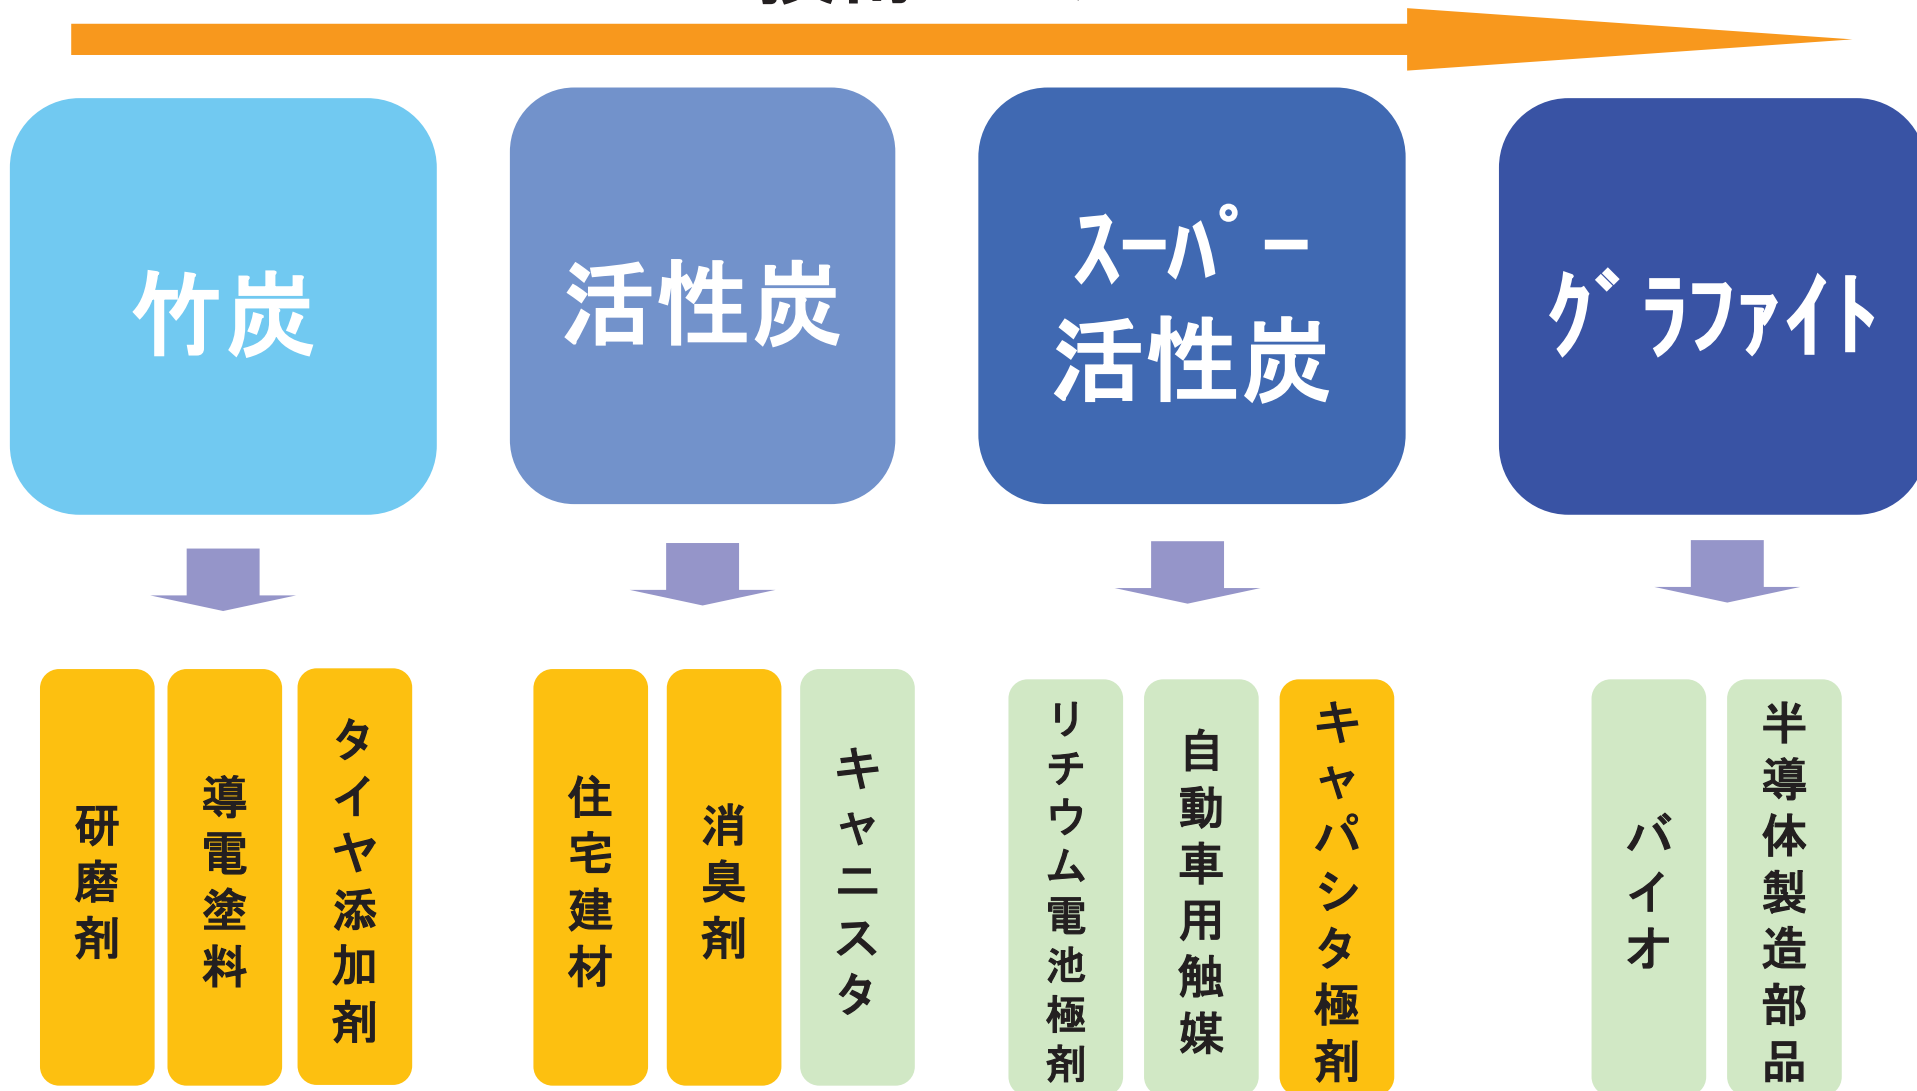 竹炭
活性炭
ｽｰﾊﾟｰ
活性炭
ｸﾞﾗﾌｧｲﾄ
研磨剤
導電塗料
タイヤ添加剤
住宅建材
消臭剤
キャニスタ
リチウム電池極剤
自動車用触媒
キャパシタ極剤
バイオ
半導体製造部品